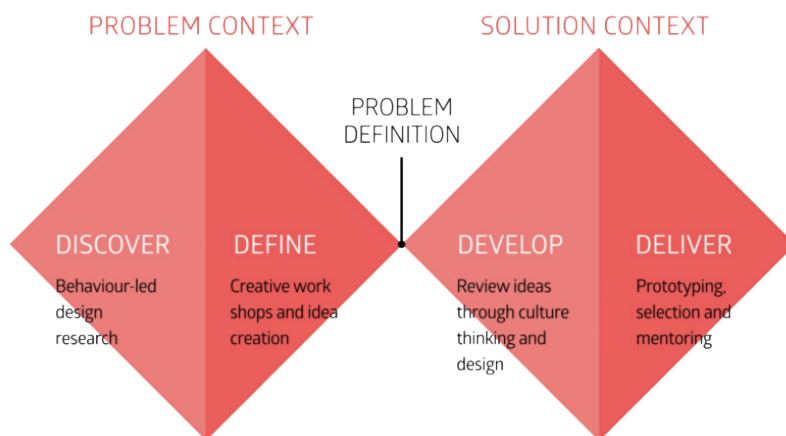 PROBLEM CONTEXT
SOLUTION CONTEXT
PROBLEM
DEFINITION
DISCOVER
Behaviour-led
design
research
DEFINE
Creative work
shops and idea
creation
DEVELOP
Review ideas
through culture
thinking and
design
DELIVER
Prototyping,
selection and
mentoring